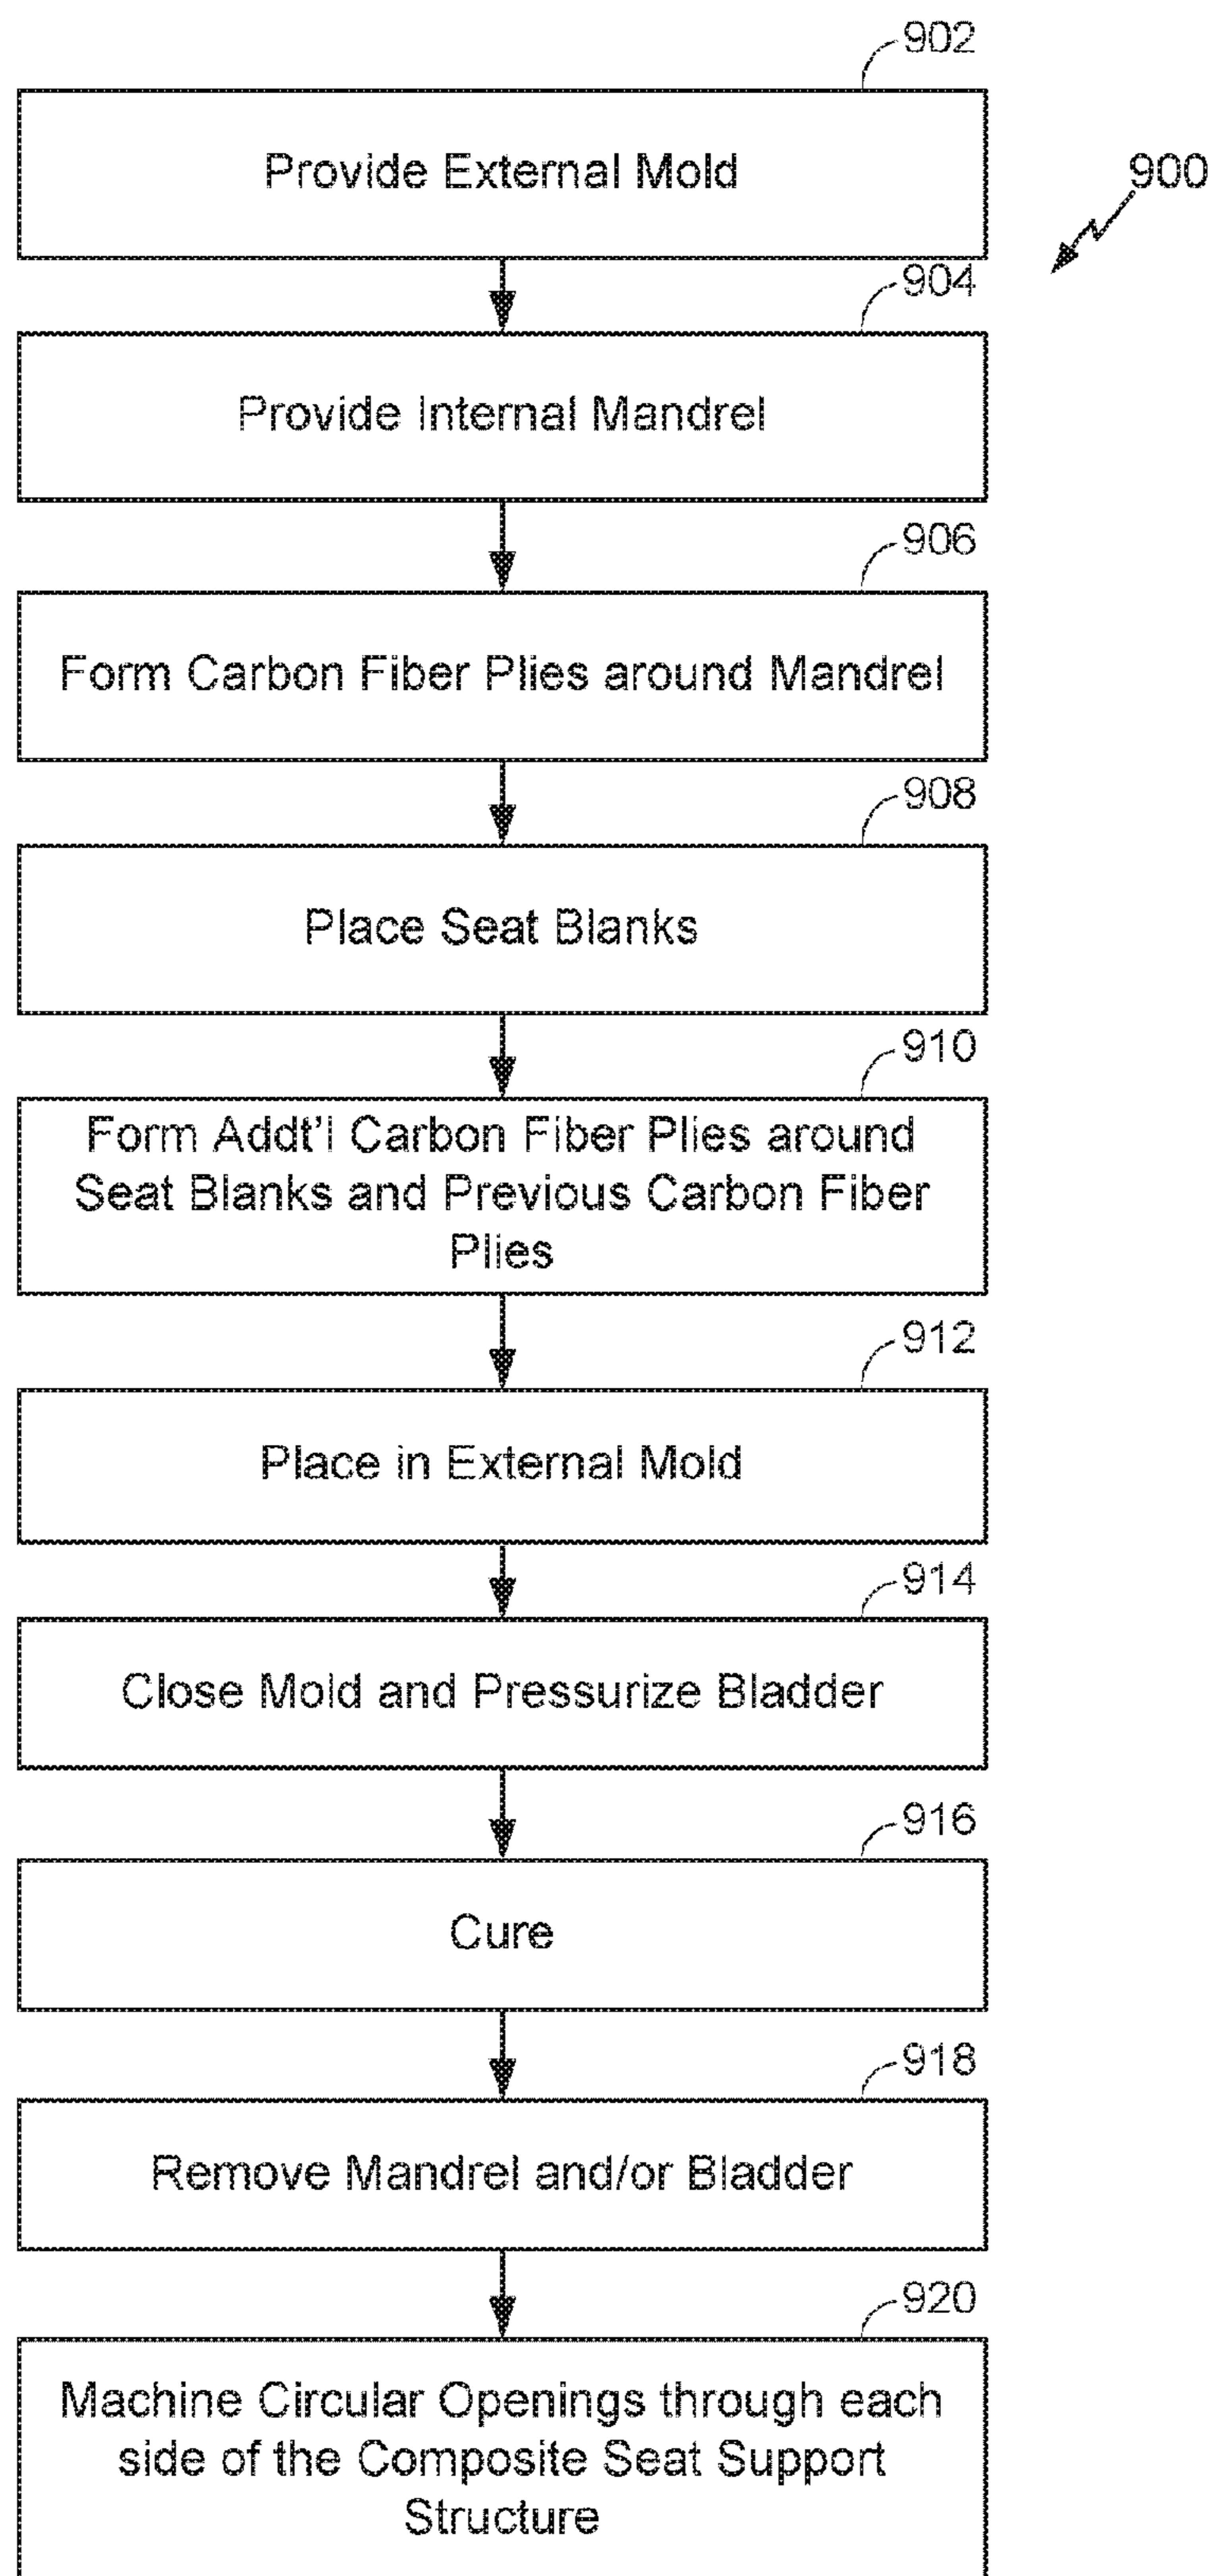 902
Provide External Mold
900
904
Provide Internal Mandrel
906
Form Carbon Fiber Plies around Mandrel
908
Place Seat Blanks
910
Form Addt'l Carbon Fiber Plies around
Seat Blanks and Previous Carbon Fiber
Plies
912
Place in External Mold
914
Close Mold and Pressurize Bladder
916
Cure
918
Remove Mandrel and/or Bladder
920
Machine Circular Openings through each
side of the Composite Seat Support
Structure